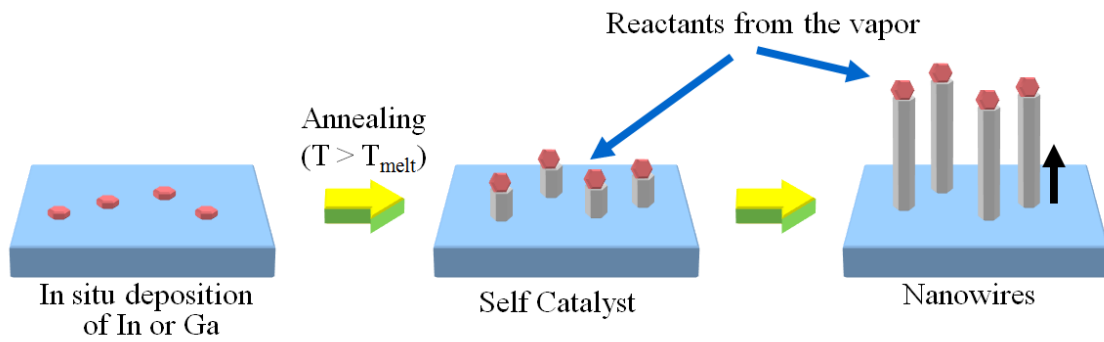 Reactants from the vapor
Annealing
(T > Tmelt)
In situ deposition
of In or Ga
Self Catalyst
Nanowires